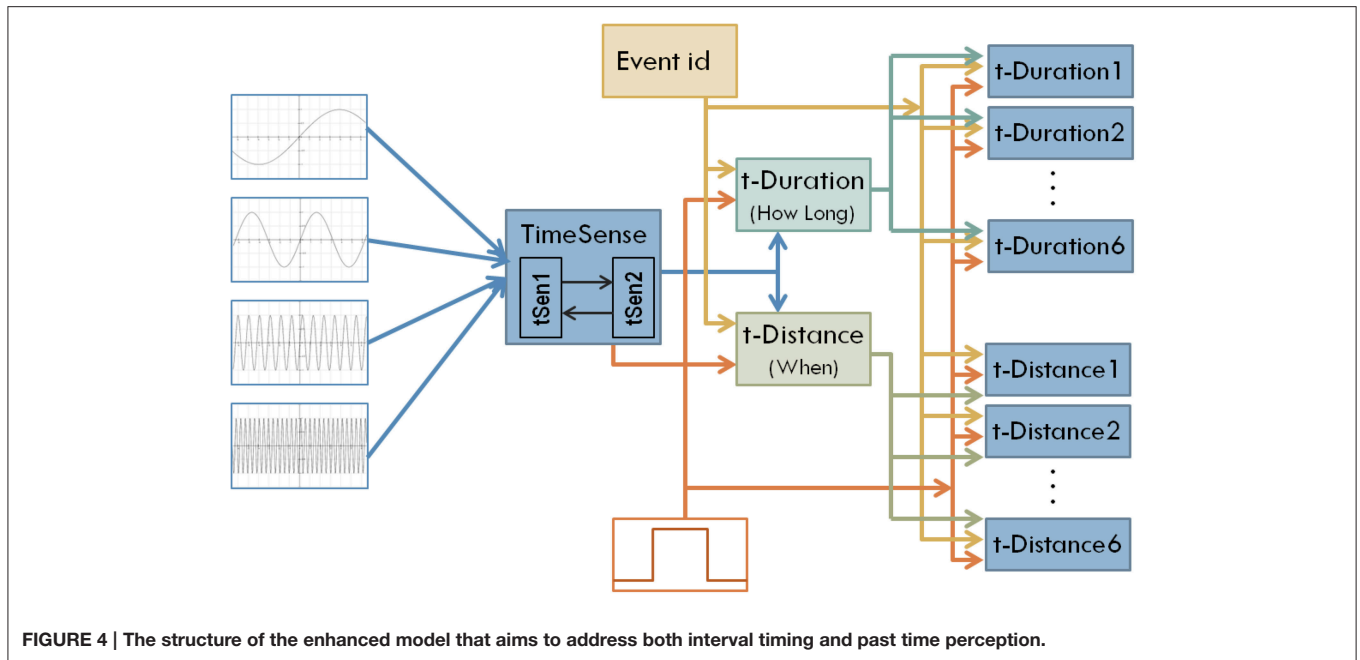 Event id
TimeSense
tSen1
tSen2
t-Duration
(How Long)
t-Distance
(When)
t-Duration1
t-Duration2
t-Duration6
t-Distance1
t-Distance2
t-Distance6
FIGURE 4 | The structure of the enhanced model that aims to address both interval timing and past time perception.